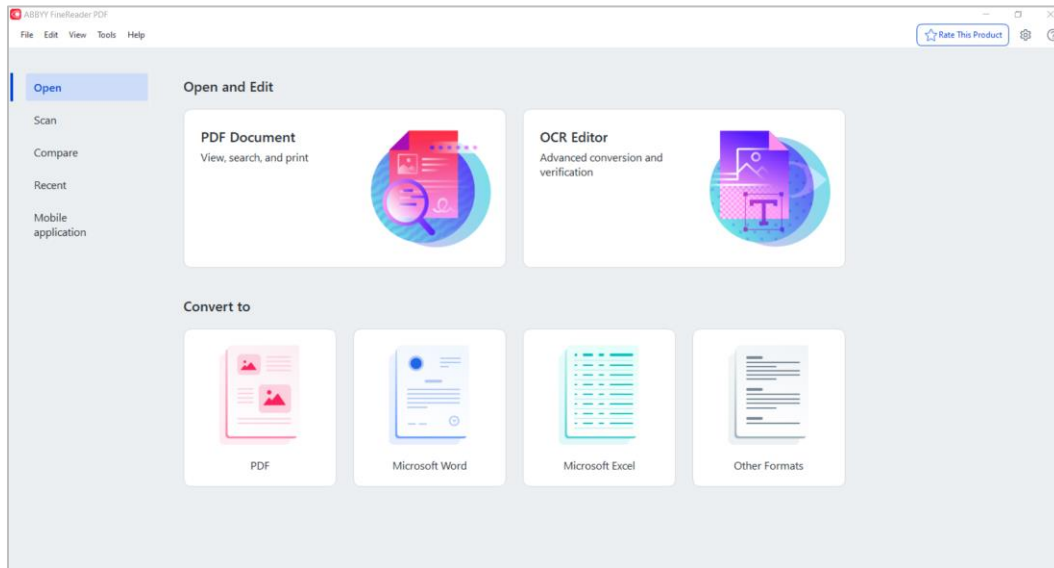 ABBYY FineReader PDF
File Edit View Tools Help
Rate This Product
Open
Scan
Compare
Recent
Mobile
application
Open and Edit
PDF Document
View, search, and print
OCR Editor
Advanced conversion and
verification
Convert to
PDF
Microsoft Word
Microsoft Excel
Other Formats